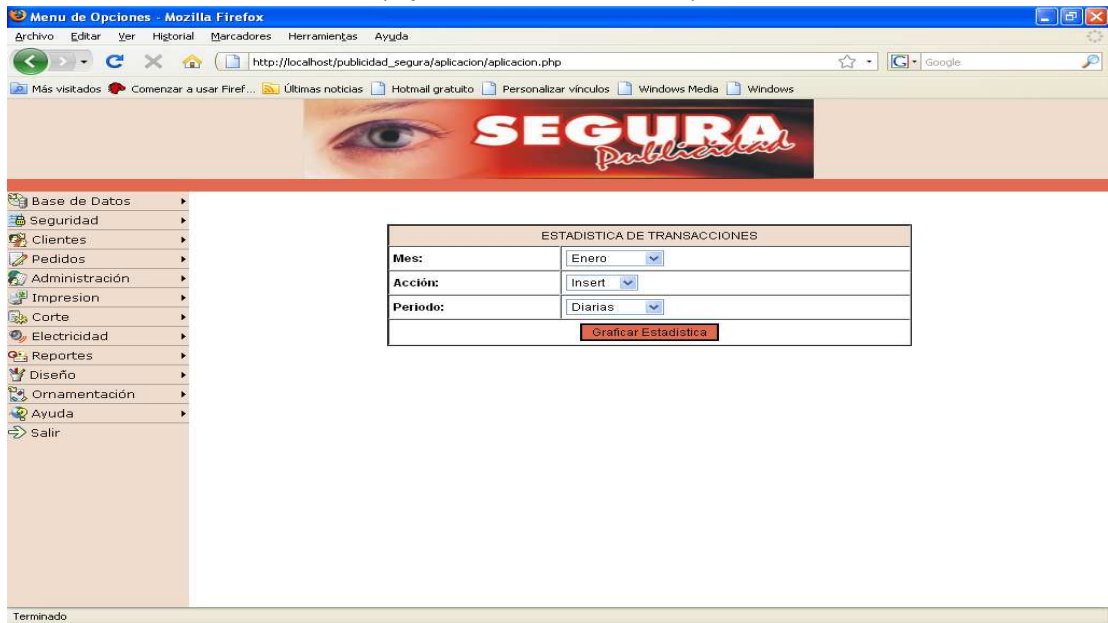 Menu de Opciones - Mozilla Firefox
Archivo Editar Ver Historial Marcadores Herramientas Ayuda
http://localhost/publicidad_segura/aplicacion/aplicacion.php
Google
Más visitados Comenzar a usar Firef... Últimas noticias Hotmail gratuito Personalizar vínculos Windows Media Windows
SEGURA
Publicidad
Base de Datos
Seguridad
Clientes
Pedidos
Administración
Impresion
Corte
Electricidad
Reportes
Diseño
Ornamentación
Ayuda
Salir
ESTADISTICA DE TRANSACCIONES
Mes: Enero
Acción: Insert
Periodo: Diarias
Graficar Estadistica
Terminado